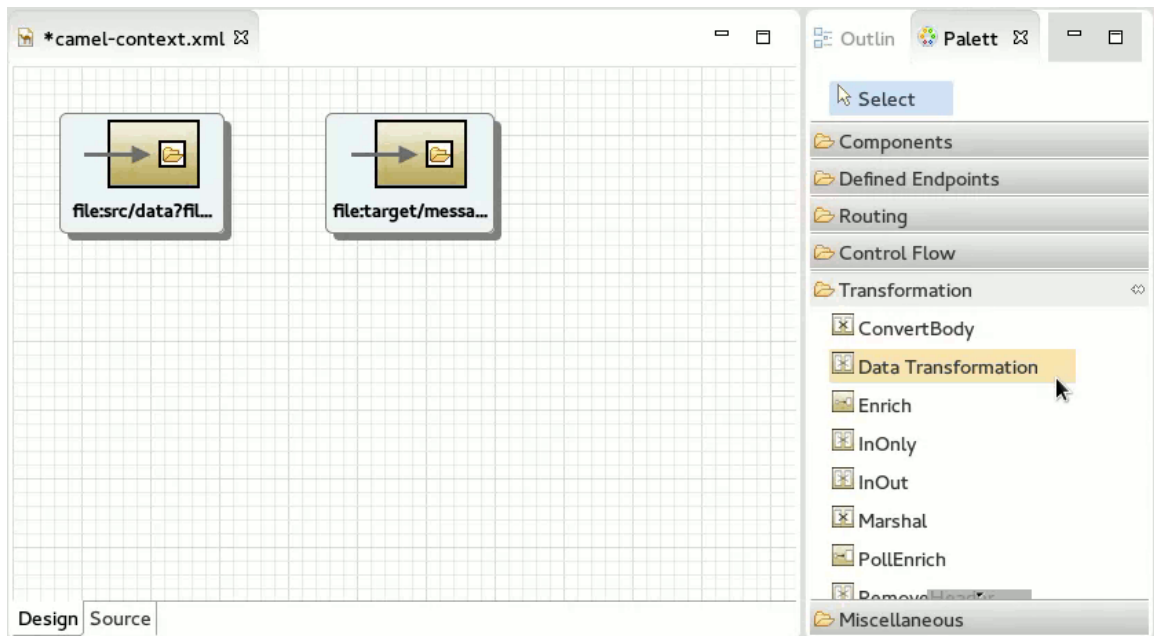 *camel-context.xml
Outlin
Palett
Select
Components
Defined Endpoints
Routing
Control Flow
Transformation
ConvertBody
Data Transformation
Enrich
InOnly
InOut
Marshal
PollEnrich
RemoveHeader
Miscellaneous
file:src/data?fil...
file:target/messa...
Design
Source